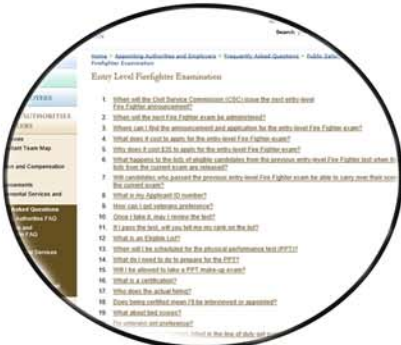 Search
Home * Appointing Authorities and Employers * Frequently Asked Questions * Public Safe
Firefighter Examination
Entry Level Firefighter Examination
1. When will the Civil Service Commission (CSC) issue the next entry-level
Fire Fighter announcement?
2. When will the next Fire Fighter exam be administered?
3. Where can I find the announcement and application for the entry-level Fire Fighter exam?
4. What does it cost to apply for the entry-level Fire Fighter exam?
5. Why does it cost $35 to apply for the entry-level Fire Fighter exam?
6. What happens to the lists of eligible candidates from the previous entry-level Fire Fighter test when
lists from the current exam are released?
7. Will candidates who passed the previous entry-level Fire Fighter exam be able to carry over their
the current exam?
8. What is my Applicant ID number?
9. How can I get veterans preference?
10. Once I take it, may I review the test?
11. If I pass the test, will you tell me my rank on the list?
12. What is an Eligible List?
13. When will I be scheduled for the physical performance test (PPT)?
14. What do I need to do to prepare for the PPT?
15. Will I be allowed to take a PPT make-up exam?
16. What is a certification?
17. Who does the actual hiring?
18. Does being certified mean I'll be interviewed or appointed?
19. What about tied scores?
veterans get preference?
killed in the line of duty get
AUTHORITIES
Team Map
and Compensation
Services and
Asked Questions
Authorities FAQ
and
FAQ
Services